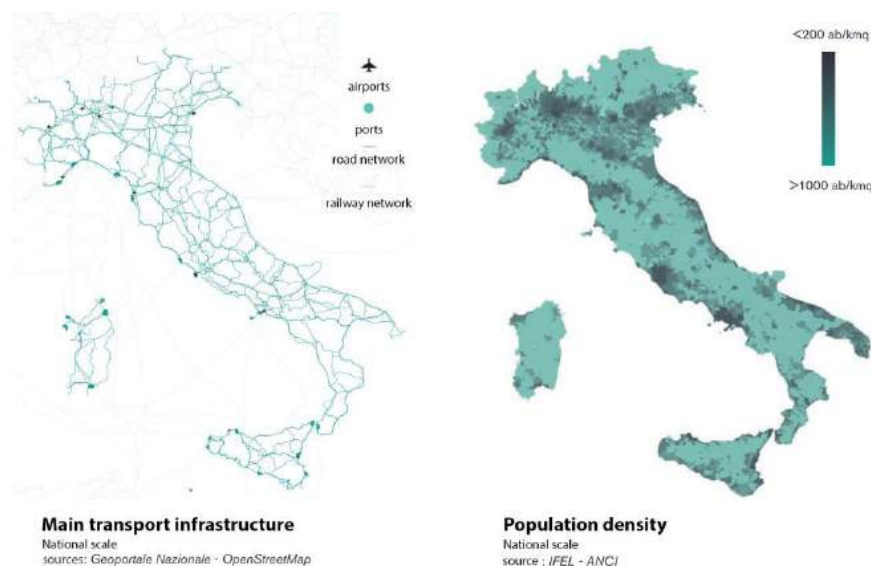 airports
ports
road network
railway network
<200 ab/kmq
>1000 ab/kmq
Main transport infrastructure
National scale
sources: Geoportale Nazionale - OpenStreetMap
Population density
National scale
source : IFEL - ANCI